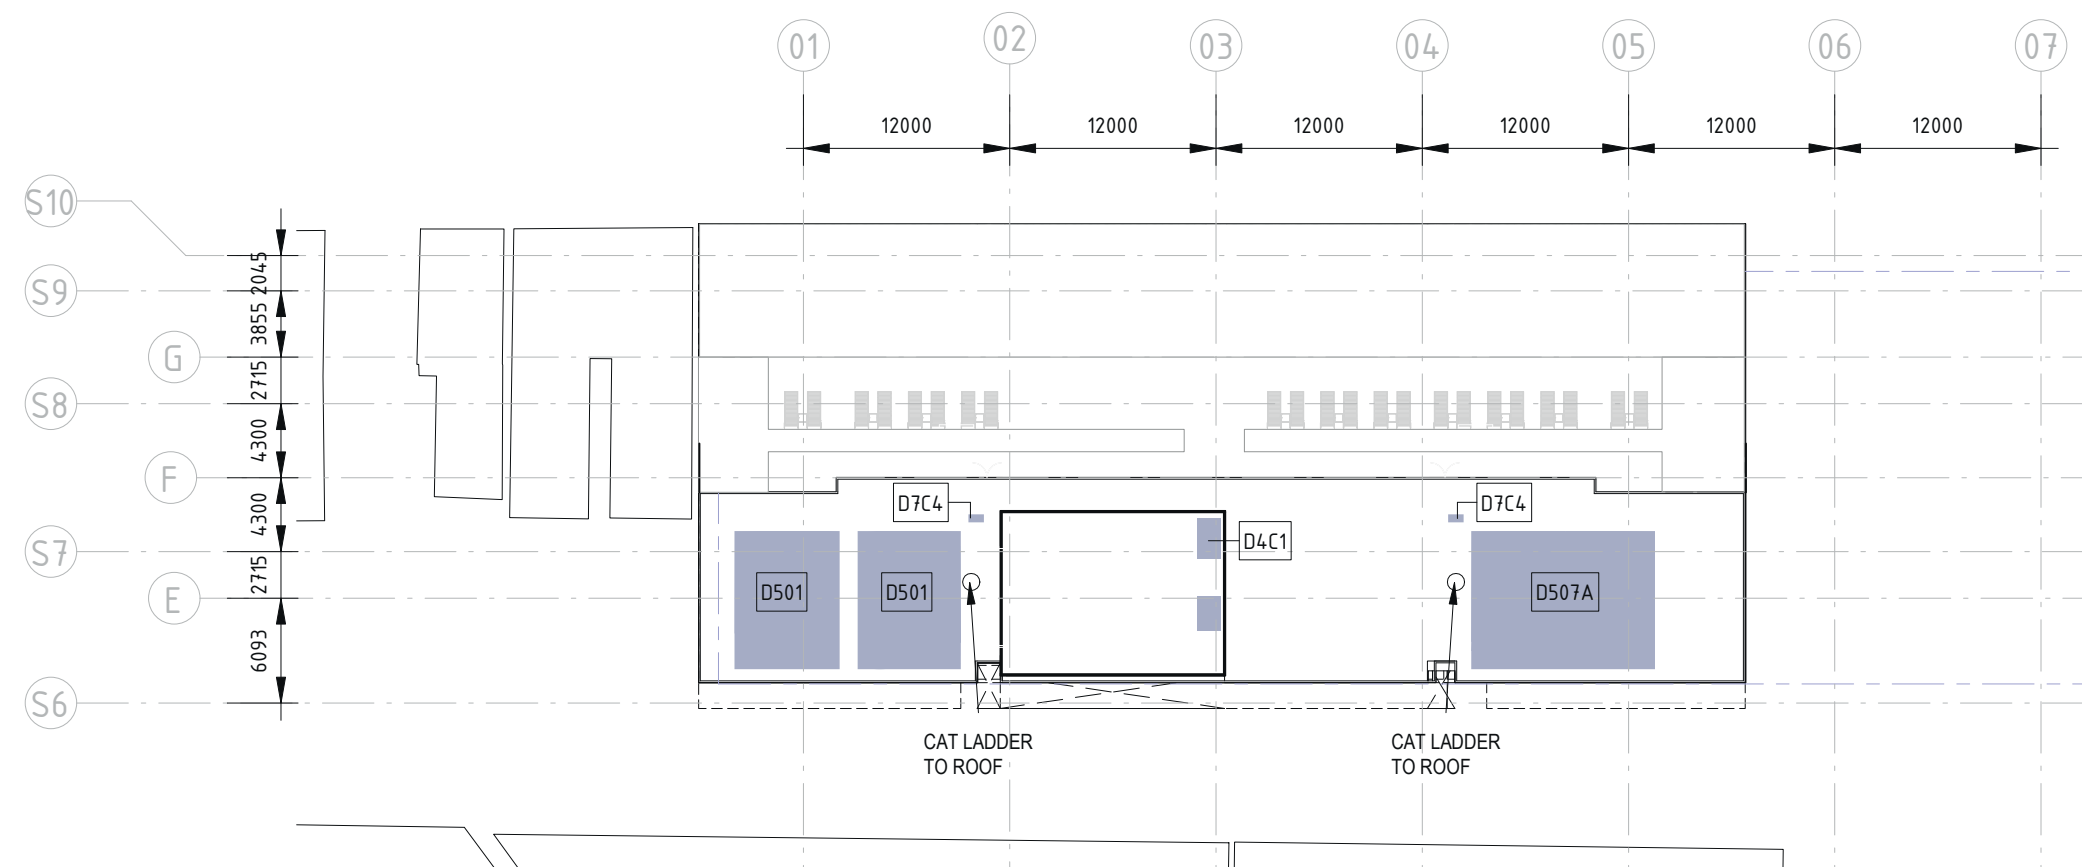 01 02 03 04 05 06 07
12000 12000 12000 12000 12000 12000
S10
2045
S9
3855
G
2715
S8
4300
F
4300
S7
2715
E
6093
S6
D7C4 D7C4
D4C1
D501 D501 D507A
CAT LADDER
TO ROOF
CAT LADDER
TO ROOF